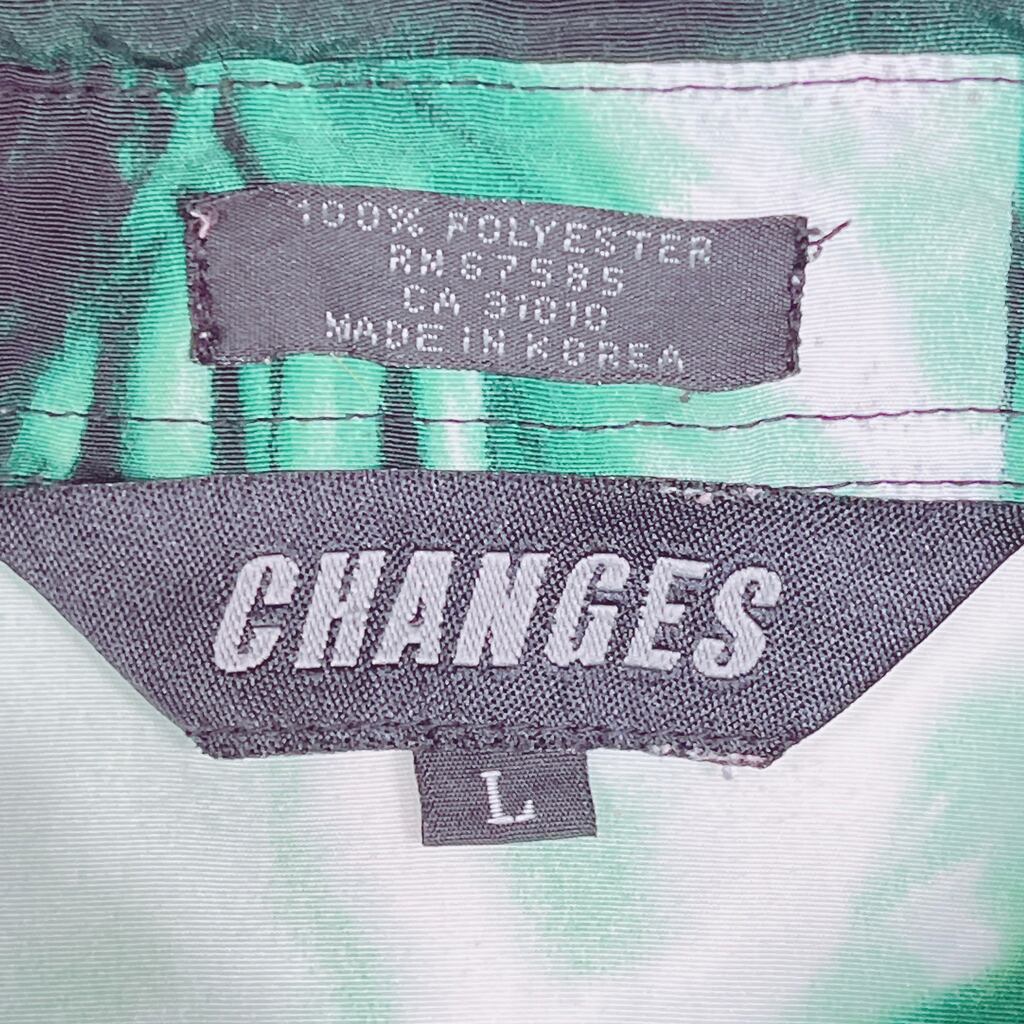 100% POLYESTER
RN 67585
CA 31010
MADE IN KOREA
CHANGES
L